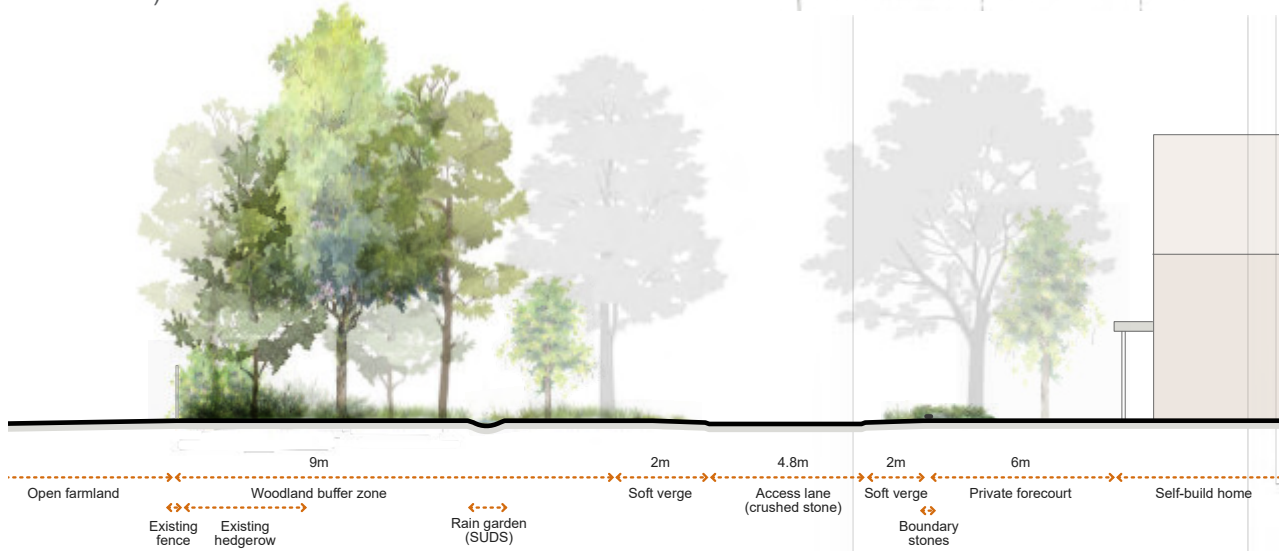 9m
2m
4.8m
2m
6m
Open farmland
Woodland buffer zone
Soft verge
Access lane
(crushed stone)
Soft verge
Private forecourt
Self-build home
Existing
fence
Existing
hedgerow
Rain garden
(SUDS)
Boundary
stones